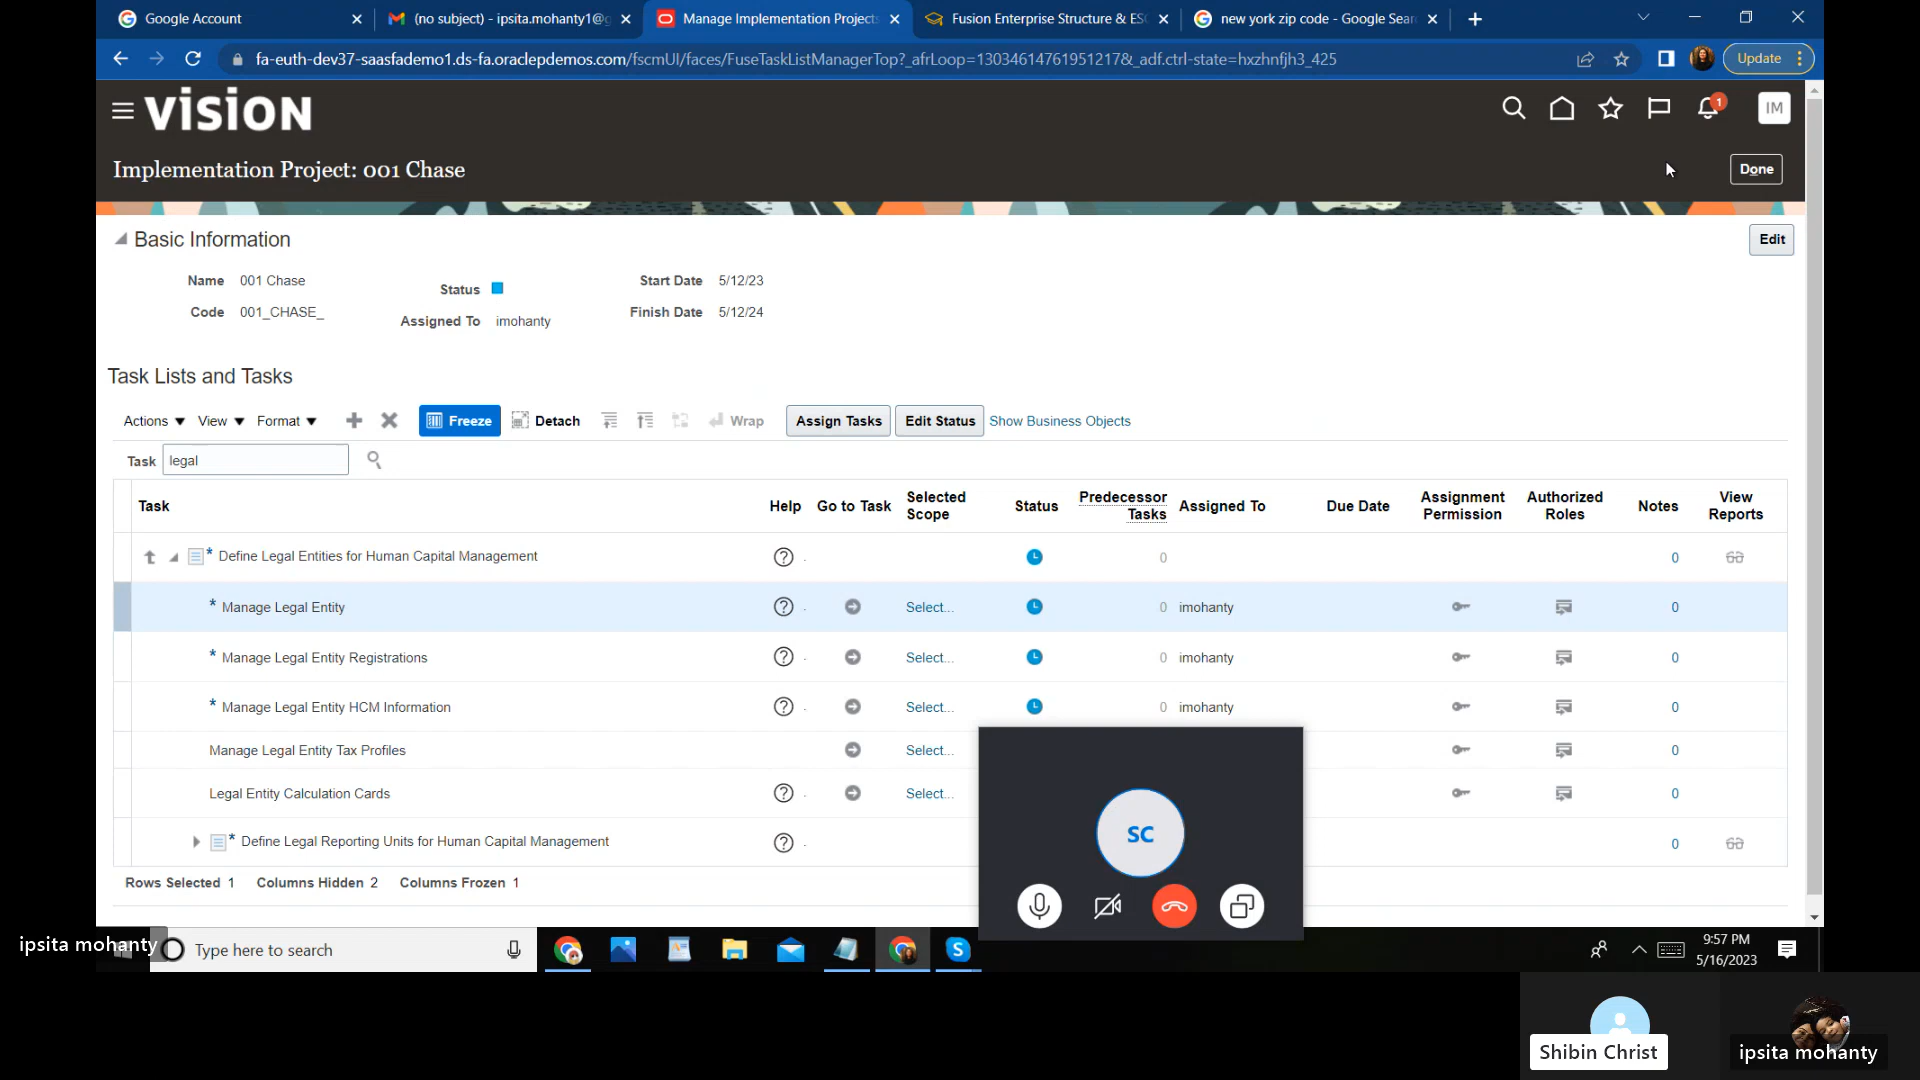 Google Account
(no subject) - ipsita.mohanty1@g
Manage Implementation Project:
Fusion Enterprise Structure & ESC
new york zip code - Google Sear
fa-euth-dev37-saasfademo1.ds-fa.oraclepdemos.com/fscmUI/faces/FuseTaskListManagerTop?_afrLoop=13034614761951217&_adf.ctrl-state=hxzhnfjh3_425
Update
VISION
1
IM
Implementation Project: 001 Chase
Done
Basic Information
Edit
Name 001 Chase
Status
Start Date 5/12/23
Code 001_CHASE_
Assigned To imohanty
Finish Date 5/12/24
Task Lists and Tasks
Actions View Format Freeze Detach Wrap Assign Tasks Edit Status Show Business Objects
Task legal
Task Help Go to Task Selected Scope Status Predecessor Tasks Assigned To Due Date Assignment Permission Authorized Roles Notes View Reports
* Define Legal Entities for Human Capital Management 0 0
* Manage Legal Entity Select... 0 imohanty 0
* Manage Legal Entity Registrations Select... 0 imohanty 0
* Manage Legal Entity HCM Information Select... 0 imohanty 0
Manage Legal Entity Tax Profiles Select... 0
Legal Entity Calculation Cards Select... 0
* Define Legal Reporting Units for Human Capital Management 0
Rows Selected 1 Columns Hidden 2 Columns Frozen 1
SC
ipsita mohanty
Type here to search
9:57 PM
5/16/2023
Shibin Christ
ipsita mohanty